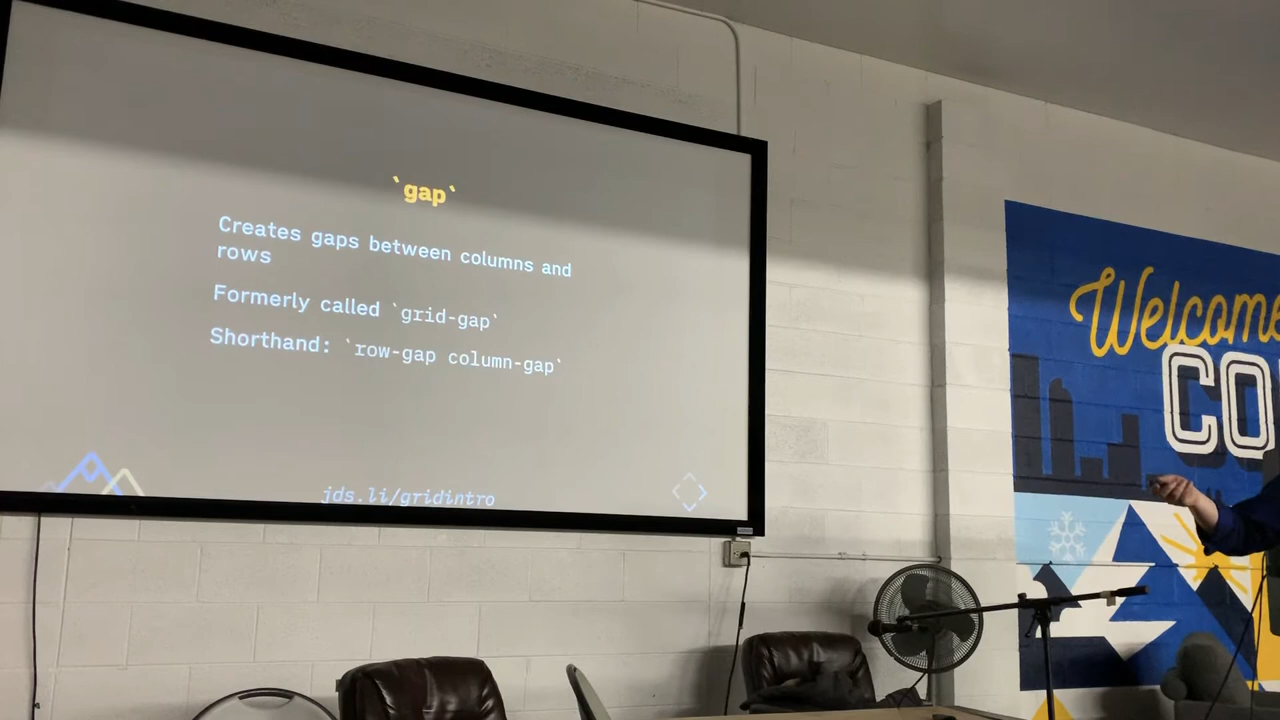 `gap`
Creates gaps between columns and
rows
Formerly called `grid-gap`
Shorthand: `row-gap column-gap`
jds.li/gridintro
Welcome
CO